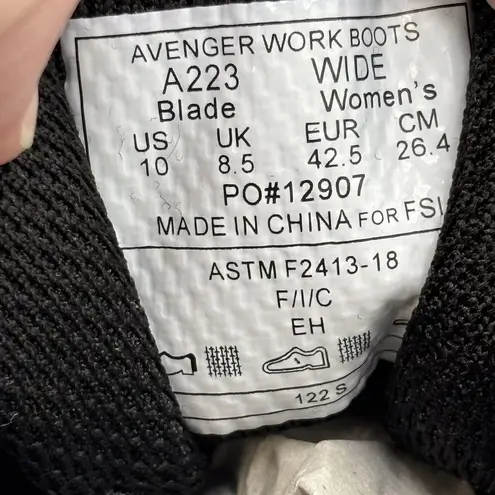 AVENGER WORK BOOTS
A223 WIDE
Blade Women's
US UK EUR CM
10 8.5 42.5 26.4
PO#12907
MADE IN CHINA FOR FSI
ASTM F2413-18
F/I/C
EH
122 S